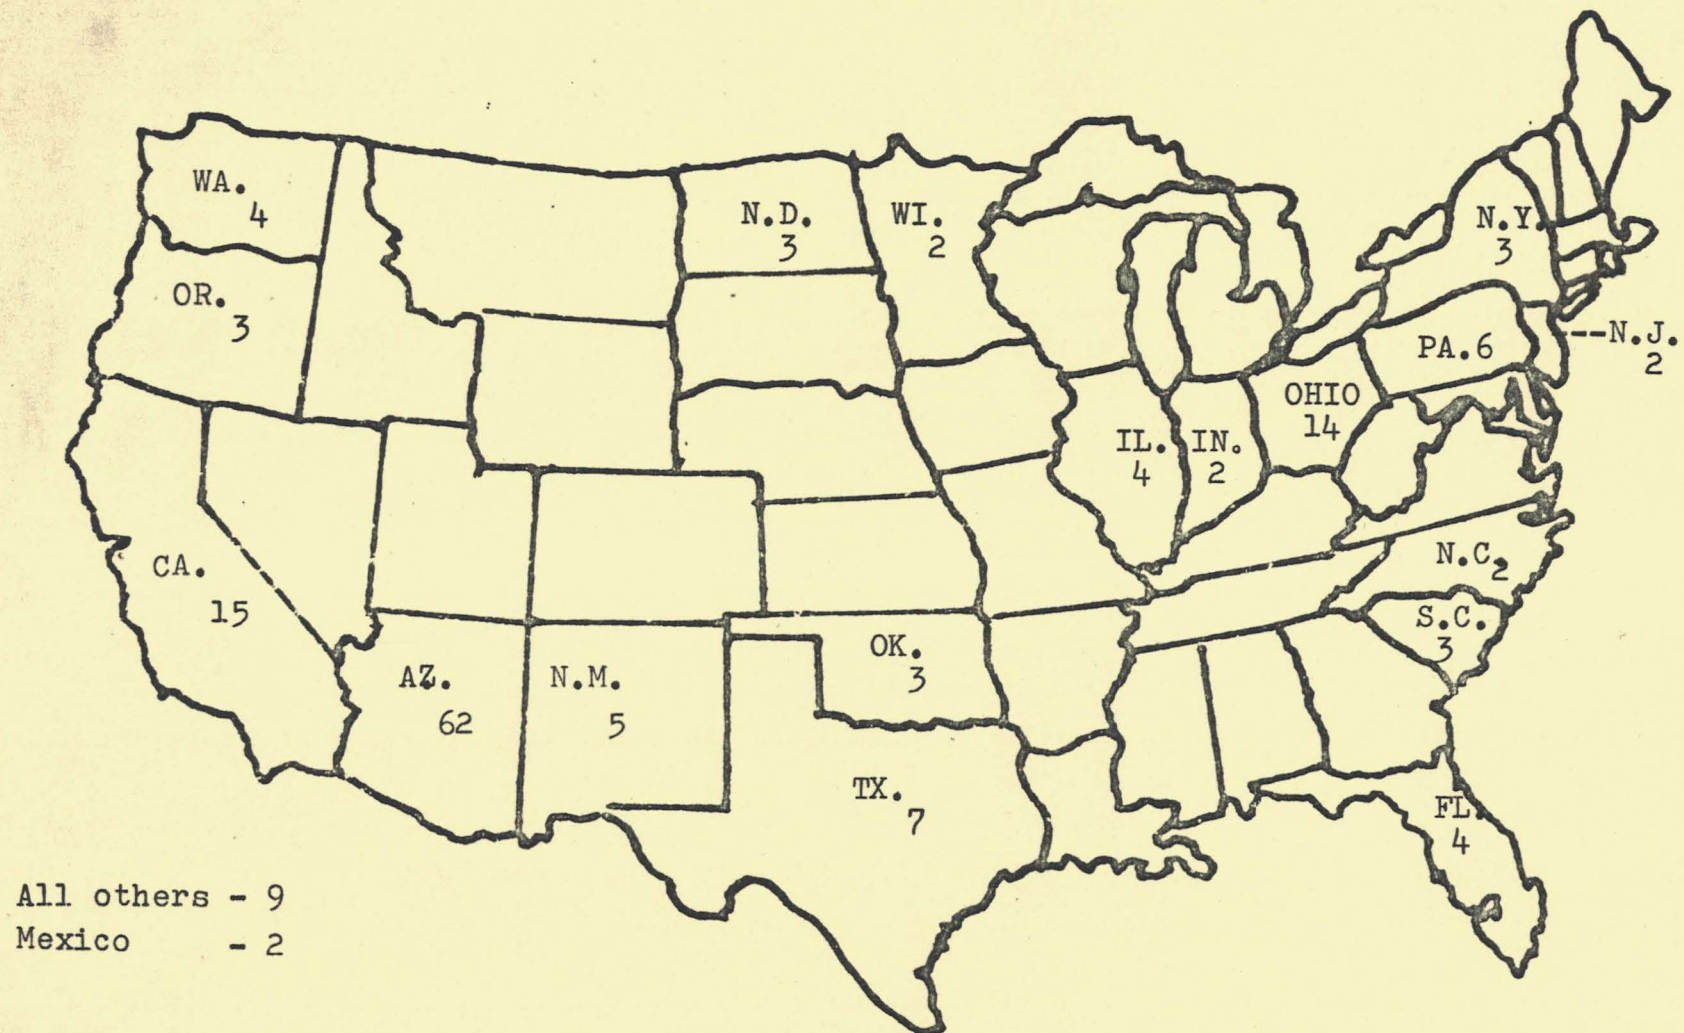 WA.
4
N.D.
3
WI.
2
N.Y.
3
OR.
3
PA.6
--N.J.
2
OHIO
14
IL.
4
IN.
2
CA.
15
N.C.
2
S.C.
3
AZ.
62
N.M.
5
OK.
3
TX.
7
FL.
4
All others - 9
Mexico - 2